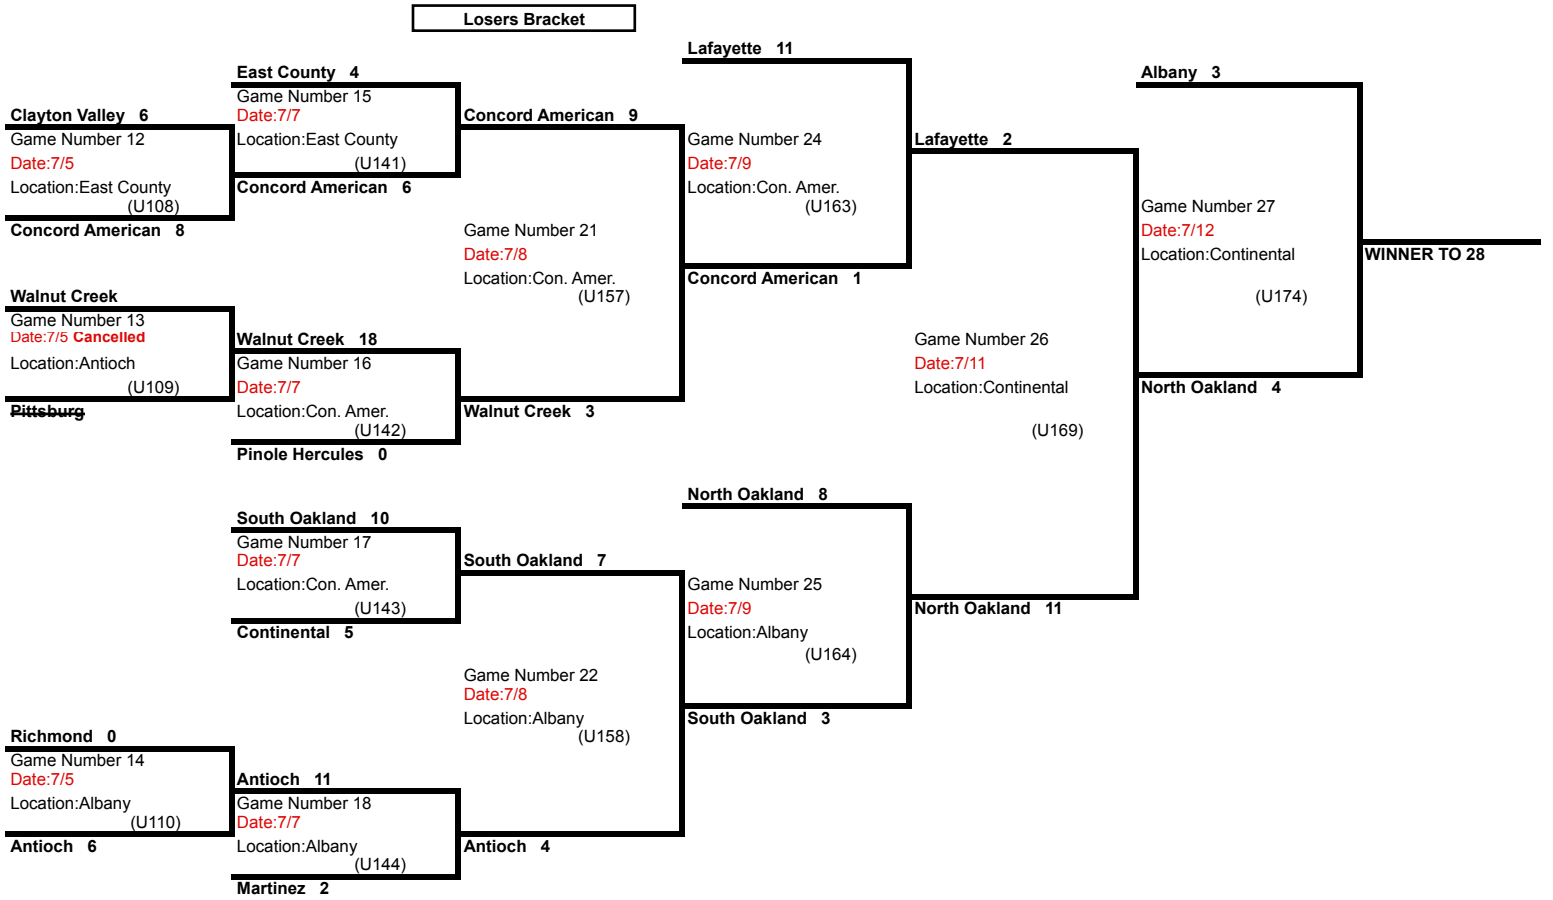 Losers Bracket
Lafayette 11
East County 4
Albany 3
Game Number 15
Date:7/7
Location:East County
(U141)
Concord American 6
Clayton Valley 6
Game Number 12
Date:7/5
Location:East County
(U108)
Concord American 8
Concord American 9
Game Number 21
Date:7/8
Location:Con. Amer.
(U157)
Game Number 24
Date:7/9
Location:Con. Amer.
(U163)
Concord American 1
Lafayette 2
Game Number 27
Date:7/12
Location:Continental
(U174)
WINNER TO 28
Walnut Creek
Game Number 13
Date:7/5 Cancelled
Location:Antioch
(U109)
Pittsburg
Walnut Creek 18
Game Number 16
Date:7/7
Location:Con. Amer.
(U142)
Pinole Hercules 0
Walnut Creek 3
Game Number 26
Date:7/11
Location:Continental
(U169)
North Oakland 4
North Oakland 8
South Oakland 10
Game Number 17
Date:7/7
Location:Con. Amer.
(U143)
Continental 5
South Oakland 7
Game Number 22
Date:7/8
Location:Albany
(U158)
Game Number 25
Date:7/9
Location:Albany
(U164)
South Oakland 3
North Oakland 11
Richmond 0
Game Number 14
Date:7/5
Location:Albany
(U110)
Antioch 6
Antioch 11
Game Number 18
Date:7/7
Location:Albany
(U144)
Martinez 2
Antioch 4